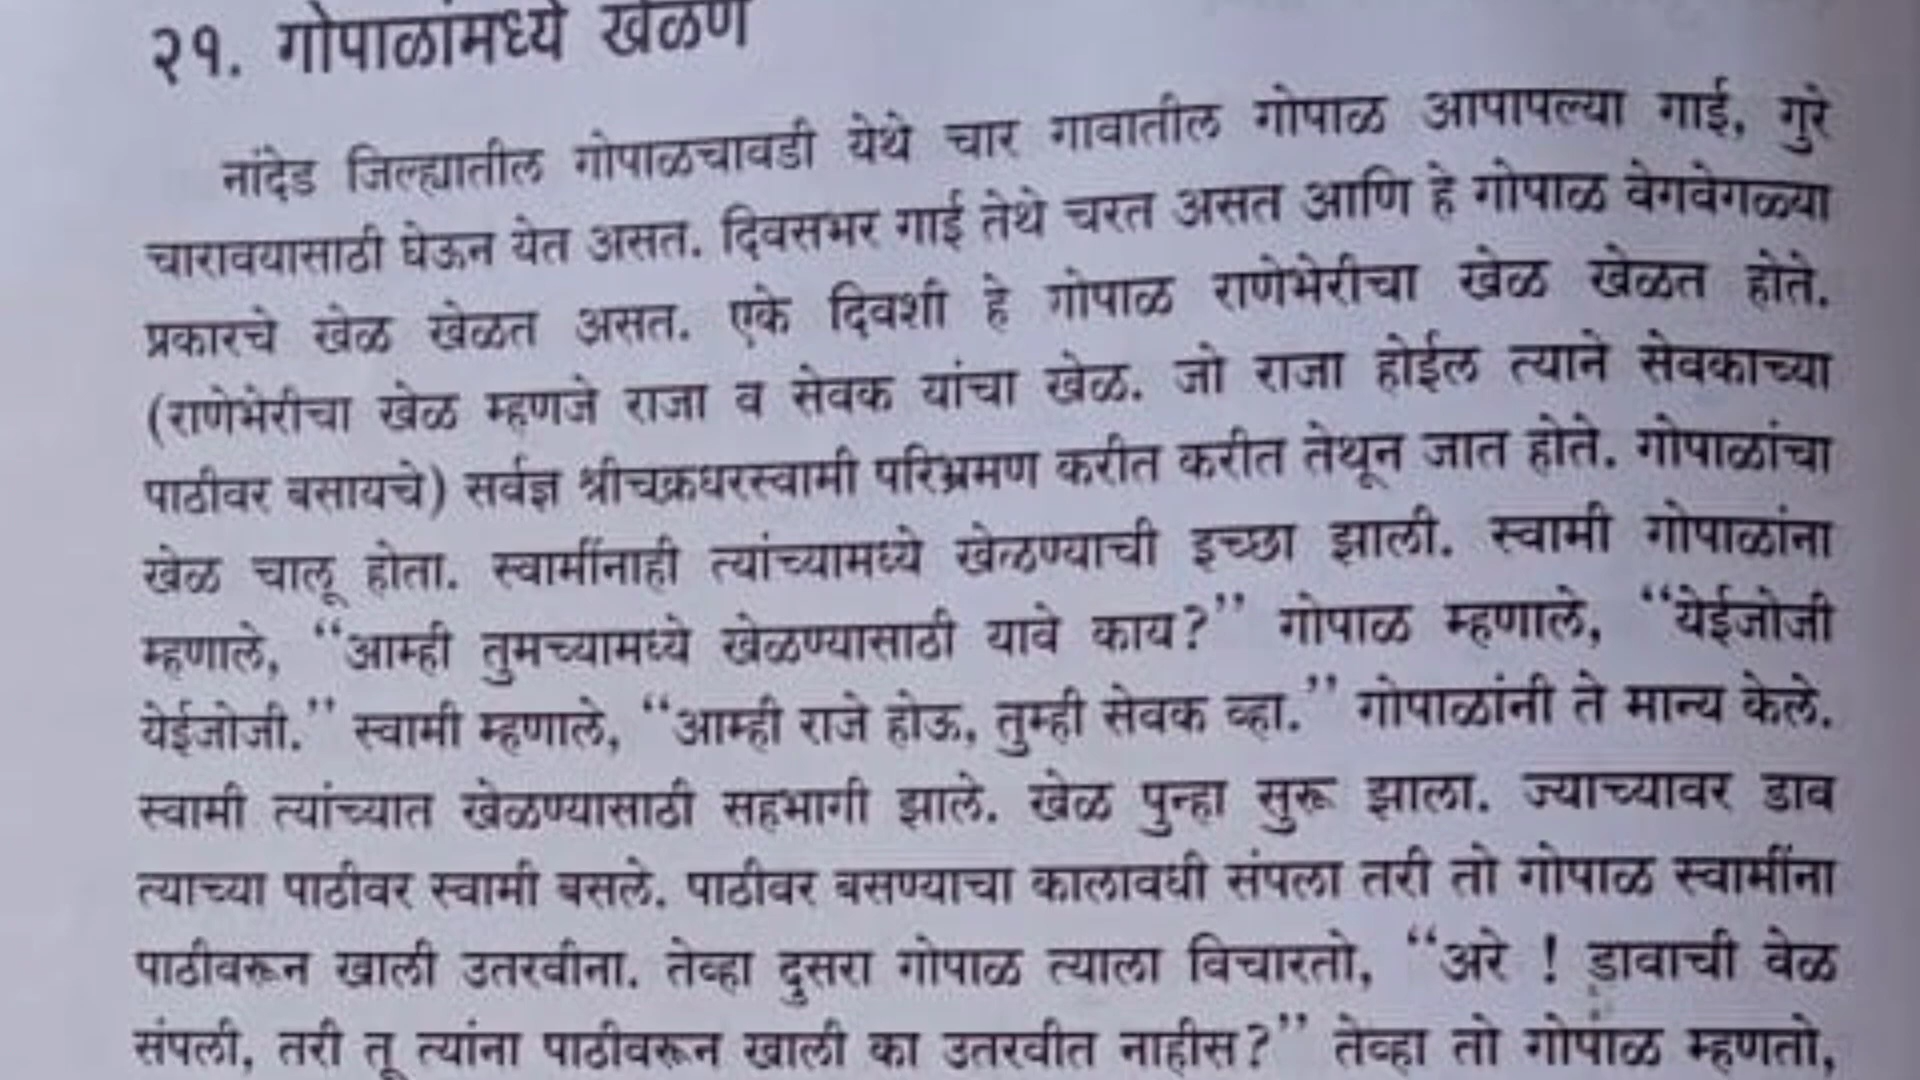 २१. गोपाळांमध्ये खेळणे
नांदेड जिल्ह्यातील गोपाळचावडी येथे चार गावातील गोपाळ आपापल्या गाई, गुरे
चारावयासाठी घेऊन येत असत. दिवसभर गाई तेथे चरत असत आणि हे गोपाळ वेगवेगळ्या
प्रकारचे खेळ खेळत असत. एके दिवशी हे गोपाळ राणेभेरीचा खेळ खेळत होते.
(राणेभेरीचा खेळ म्हणजे राजा व सेवक यांचा खेळ. जो राजा होईल त्याने सेवकाच्या
पाठीवर बसायचे) सर्वज्ञ श्रीचक्रधरस्वामी परिभ्रमण करीत करीत तेथून जात होते. गोपाळांचा
खेळ चालू होता. स्वामींनाही त्यांच्यामध्ये खेळण्याची इच्छा झाली. स्वामी गोपाळांना
म्हणाले, “आम्ही तुमच्यामध्ये खेळण्यासाठी यावे काय?” गोपाळ म्हणाले, “येईजोजी
येईजोजी.” स्वामी म्हणाले, “आम्ही राजे होऊ, तुम्ही सेवक व्हा.” गोपाळांनी ते मान्य केले.
स्वामी त्यांच्यात खेळण्यासाठी सहभागी झाले. खेळ पुन्हा सुरू झाला. ज्याच्यावर डाव
त्याच्या पाठीवर स्वामी बसले. पाठीवर बसण्याचा कालावधी संपला तरी तो गोपाळ स्वामींना
पाठीवरून खाली उतरवीना. तेव्हा दुसरा गोपाळ त्याला विचारतो, “अरे ! डावाची वेळ
संपली, तरी तू त्यांना पाठीवरून खाली का उतरवीत नाहीस?” तेव्हा तो गोपाळ म्हणतो,